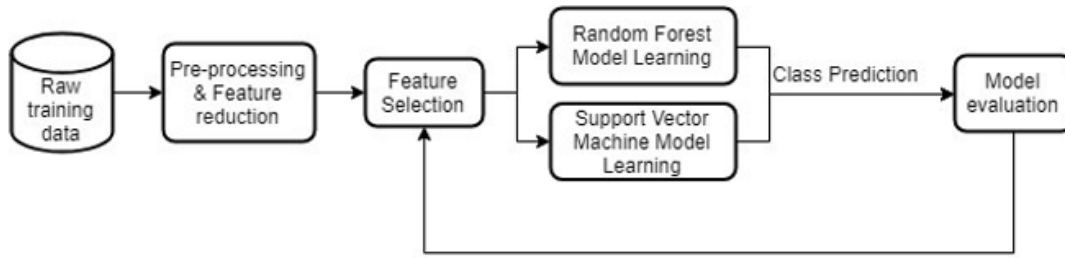 Raw
training
data
Pre-processing
& Feature
reduction
Feature
Selection
Random Forest
Model Learning
Support Vector
Machine Model
Learning
Class Prediction
Model
evaluation